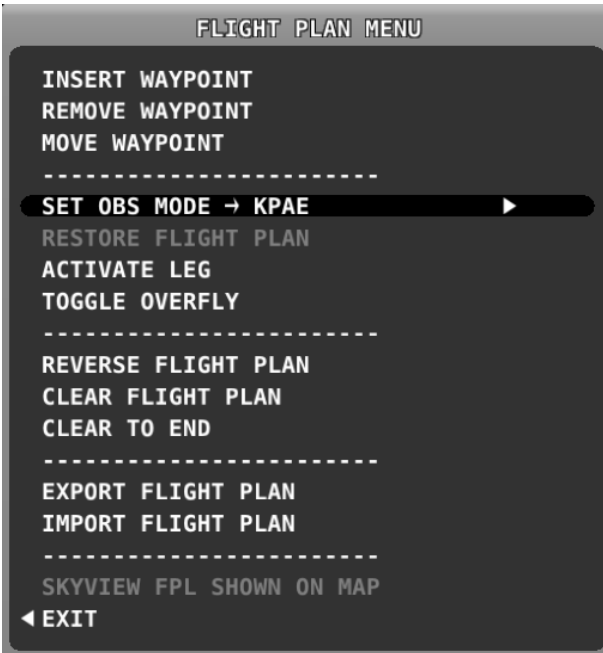 FLIGHT PLAN MENU
INSERT WAYPOINT
REMOVE WAYPOINT
MOVE WAYPOINT
------------------------
SET OBS MODE → KPAE ▶
RESTORE FLIGHT PLAN
ACTIVATE LEG
TOGGLE OVERFLY
------------------------
REVERSE FLIGHT PLAN
CLEAR FLIGHT PLAN
CLEAR TO END
------------------------
EXPORT FLIGHT PLAN
IMPORT FLIGHT PLAN
------------------------
SKYVIEW FPL SHOWN ON MAP
◀ EXIT